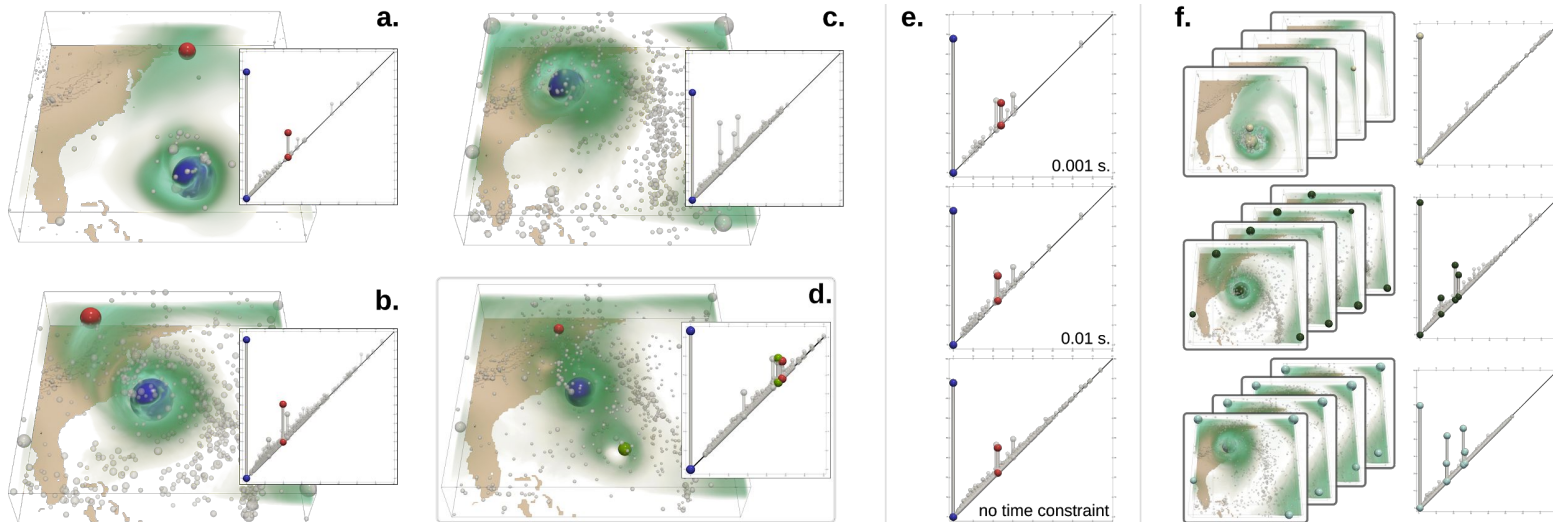 a.
c.
e.
f.
0.001 s.
b.
d.
0.01 s.
no time constraint